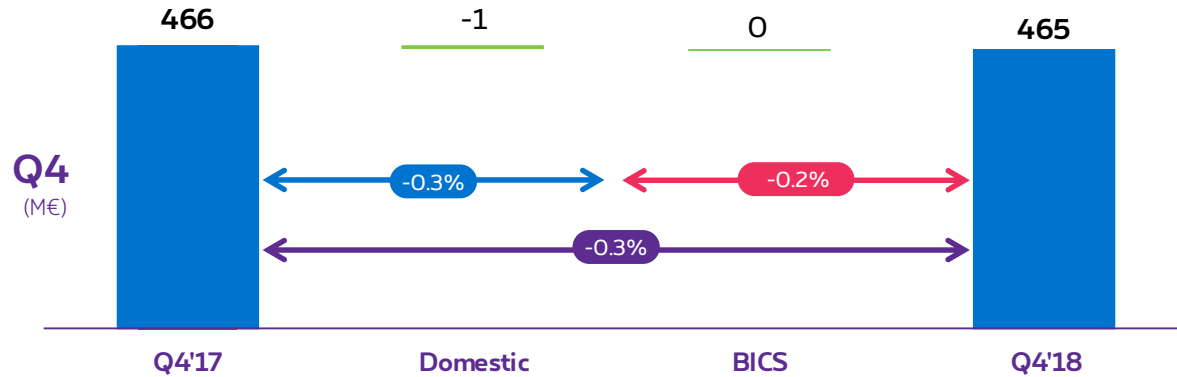 466
-1
0
465
Q4
(M€)
-0.3%
-0.2%
-0.3%
Q4'17
Domestic
BICS
Q4'18